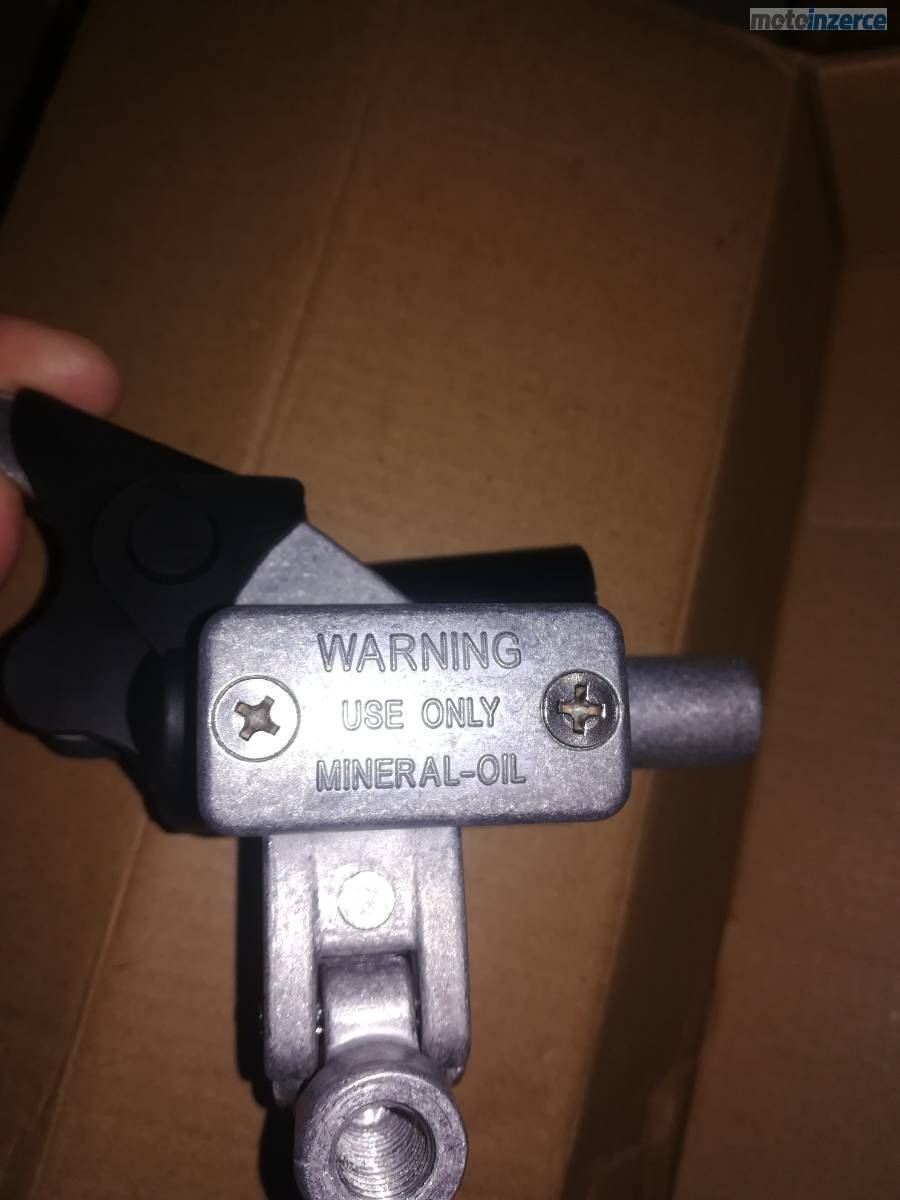 motoinzerce
WARNING
USE ONLY
MINERAL-OIL